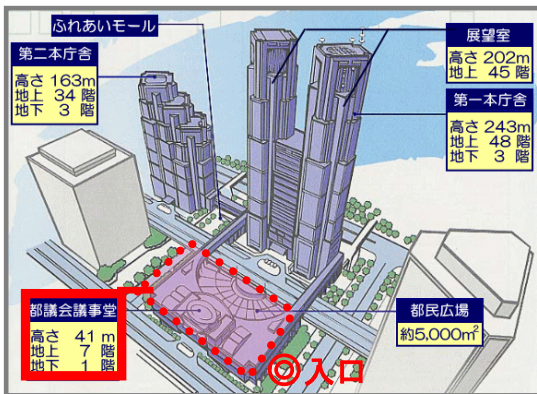 ふれあいモール
第二本庁舎
高さ 163m
地上 34 階
地下 3 階
展望室
高さ 202m
地上 45 階
第一本庁舎
高さ 243m
地上 48 階
地下 3 階
都議会議事堂
高さ 41 m
地上 7 階
地下 1 階
都民広場
約5,000㎡
◎入口